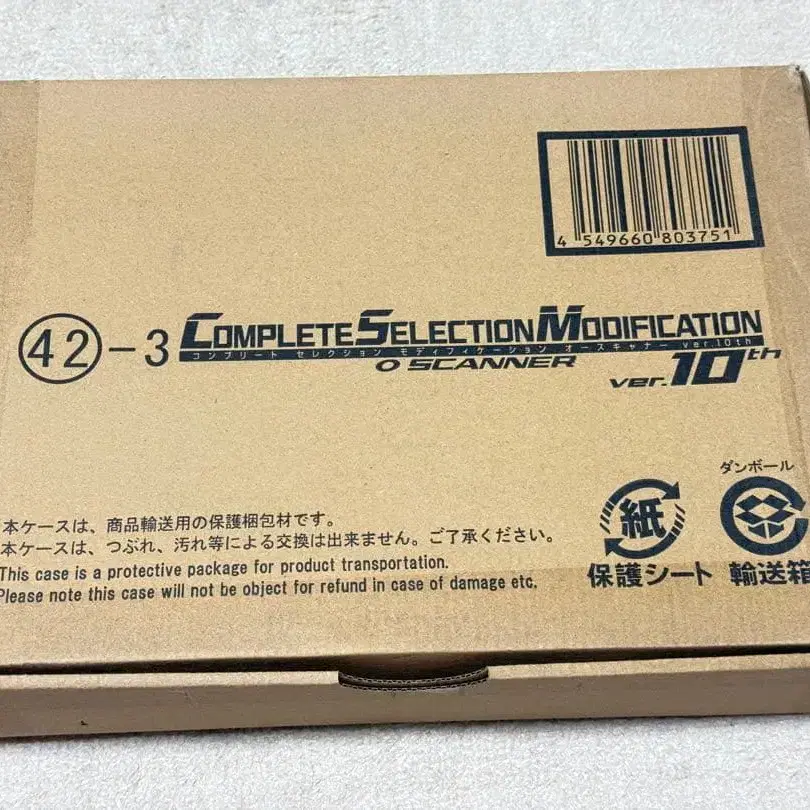 4 549660 803751
42-3 COMPLETE SELECTION MODIFICATION
コンプリート セレクション モディフィケーション オースキャナー ver.10th
O SCANNER
ver.10th
ダンボール
紙
保護シート 輸送箱
本ケースは、商品輸送用の保護梱包材です。
本ケースは、つぶれ、汚れ等による交換は出来ません。ご了承ください。
This case is a protective package for product transportation.
Please note this case will not be object for refund in case of damage etc.